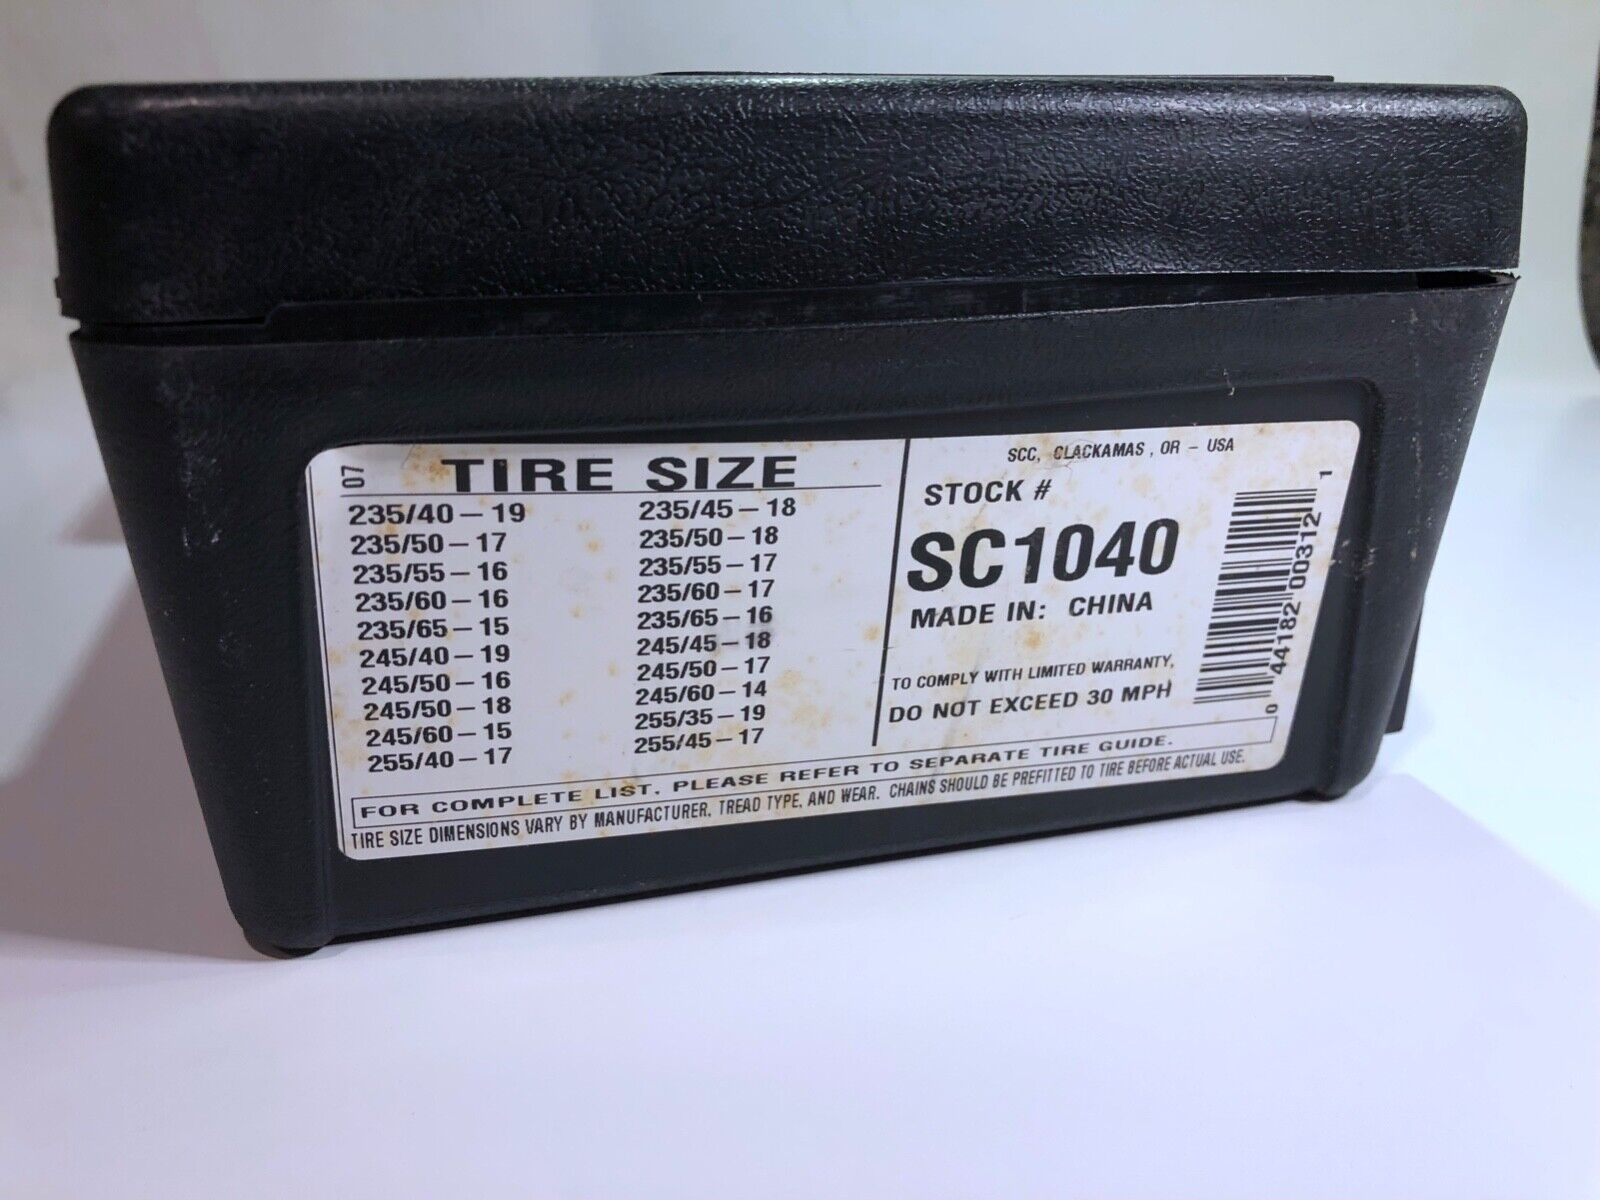 07
TIRE SIZE
235/40 – 19
235/50 – 17
235/55 – 16
235/60 – 16
235/65 – 15
245/40 – 19
245/50 – 16
245/50 – 18
245/60 – 15
255/40 – 17
235/45 – 18
235/50 – 18
235/55 – 17
235/60 – 17
235/65 – 16
245/45 – 18
245/50 – 17
245/60 – 14
255/35 – 19
255/45 – 17
SCC, CLACKAMAS , OR – USA
STOCK #
SC1040
MADE IN: CHINA
TO COMPLY WITH LIMITED WARRANTY,
DO NOT EXCEED 30 MPH
0 44182 00312 1
FOR COMPLETE LIST, PLEASE REFER TO SEPARATE TIRE GUIDE.
TIRE SIZE DIMENSIONS VARY BY MANUFACTURER, TREAD TYPE, AND WEAR. CHAINS SHOULD BE PREFITTED TO TIRE BEFORE ACTUAL USE.